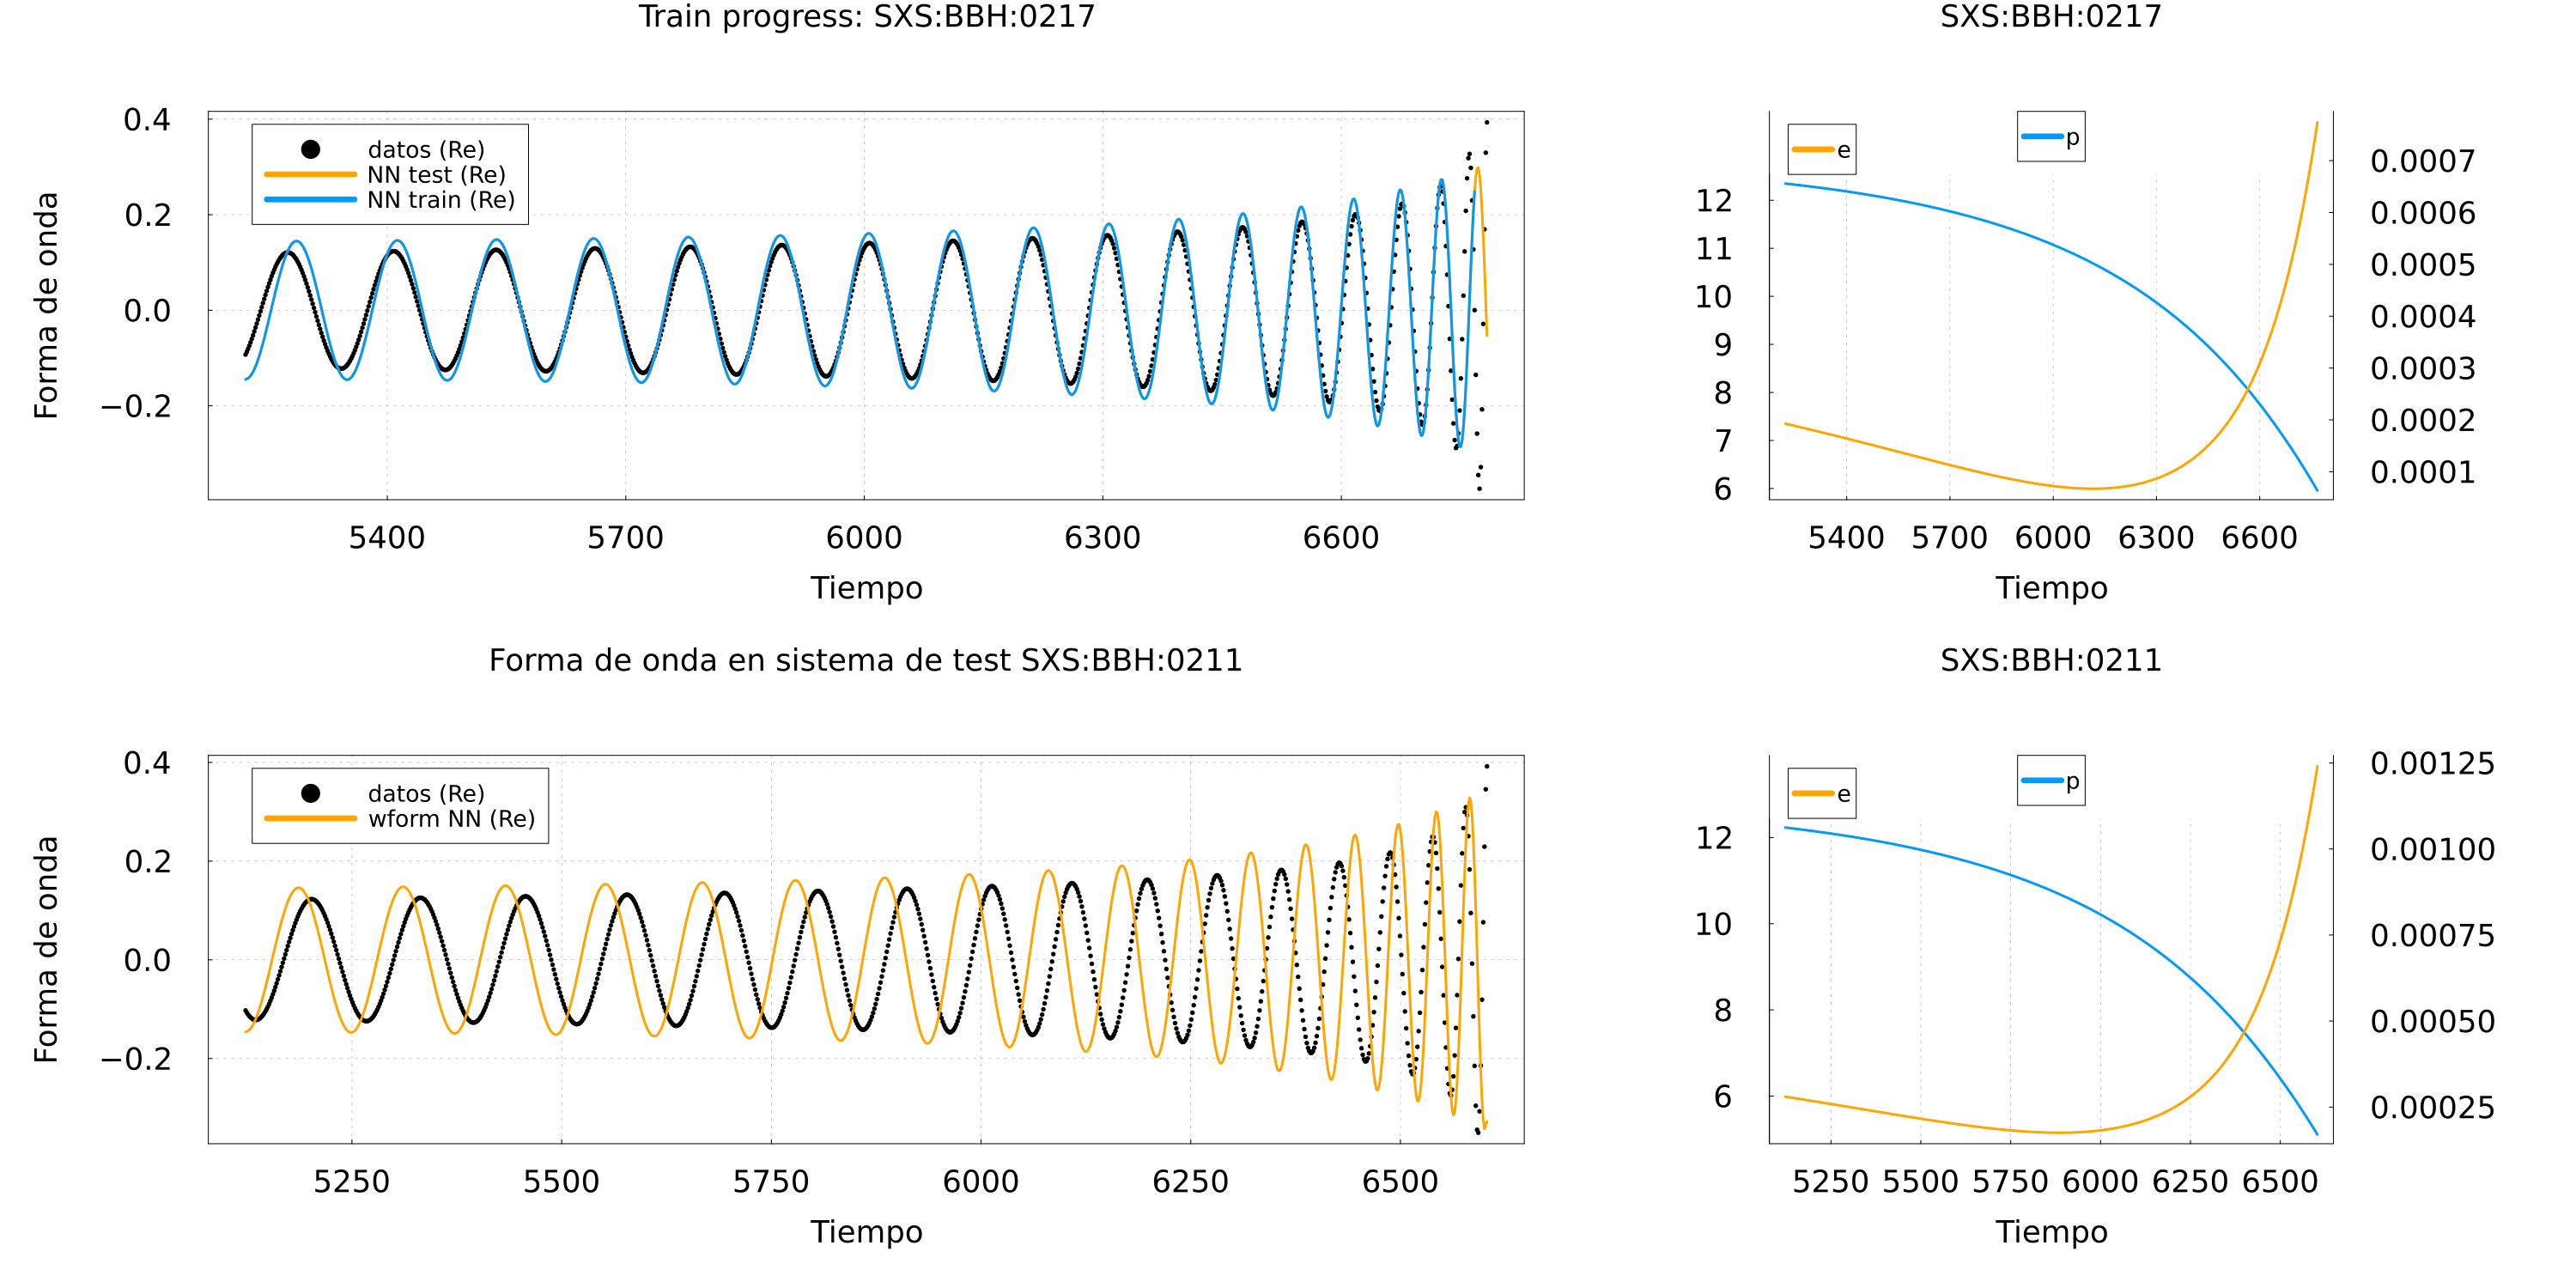 Train progress: SXS:BBH:0217
Forma de onda
0.4
0.2
0.0
−0.2
datos (Re)
NN test (Re)
NN train (Re)
5400 5700 6000 6300 6600
Tiempo
SXS:BBH:0217
e
p
12
11
10
9
8
7
6
0.0007
0.0006
0.0005
0.0004
0.0003
0.0002
0.0001
5400 5700 6000 6300 6600
Tiempo
Forma de onda en sistema de test SXS:BBH:0211
Forma de onda
0.4
0.2
0.0
−0.2
datos (Re)
wform NN (Re)
5250 5500 5750 6000 6250 6500
Tiempo
SXS:BBH:0211
e
p
12
10
8
6
0.00125
0.00100
0.00075
0.00050
0.00025
5250 5500 5750 6000 6250 6500
Tiempo